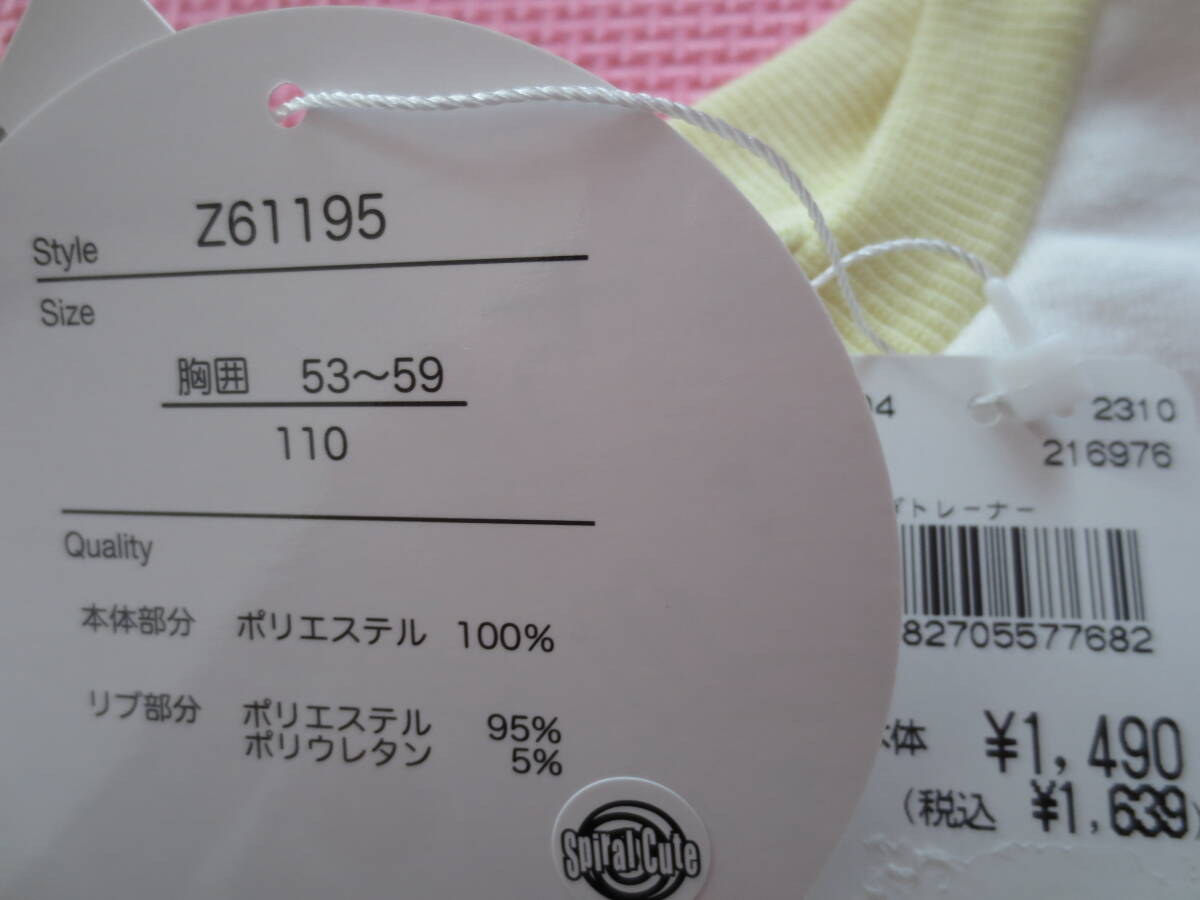 Style Z61195
Size
胸囲 53〜59
110
Quality
本体部分 ポリエステル 100%
リブ部分 ポリエステル 95%
ポリウレタン 5%
Spiral Cute
04 2310
216976
トレーナー
82705577682
本体 ¥1,490
(税込 ¥1,639)